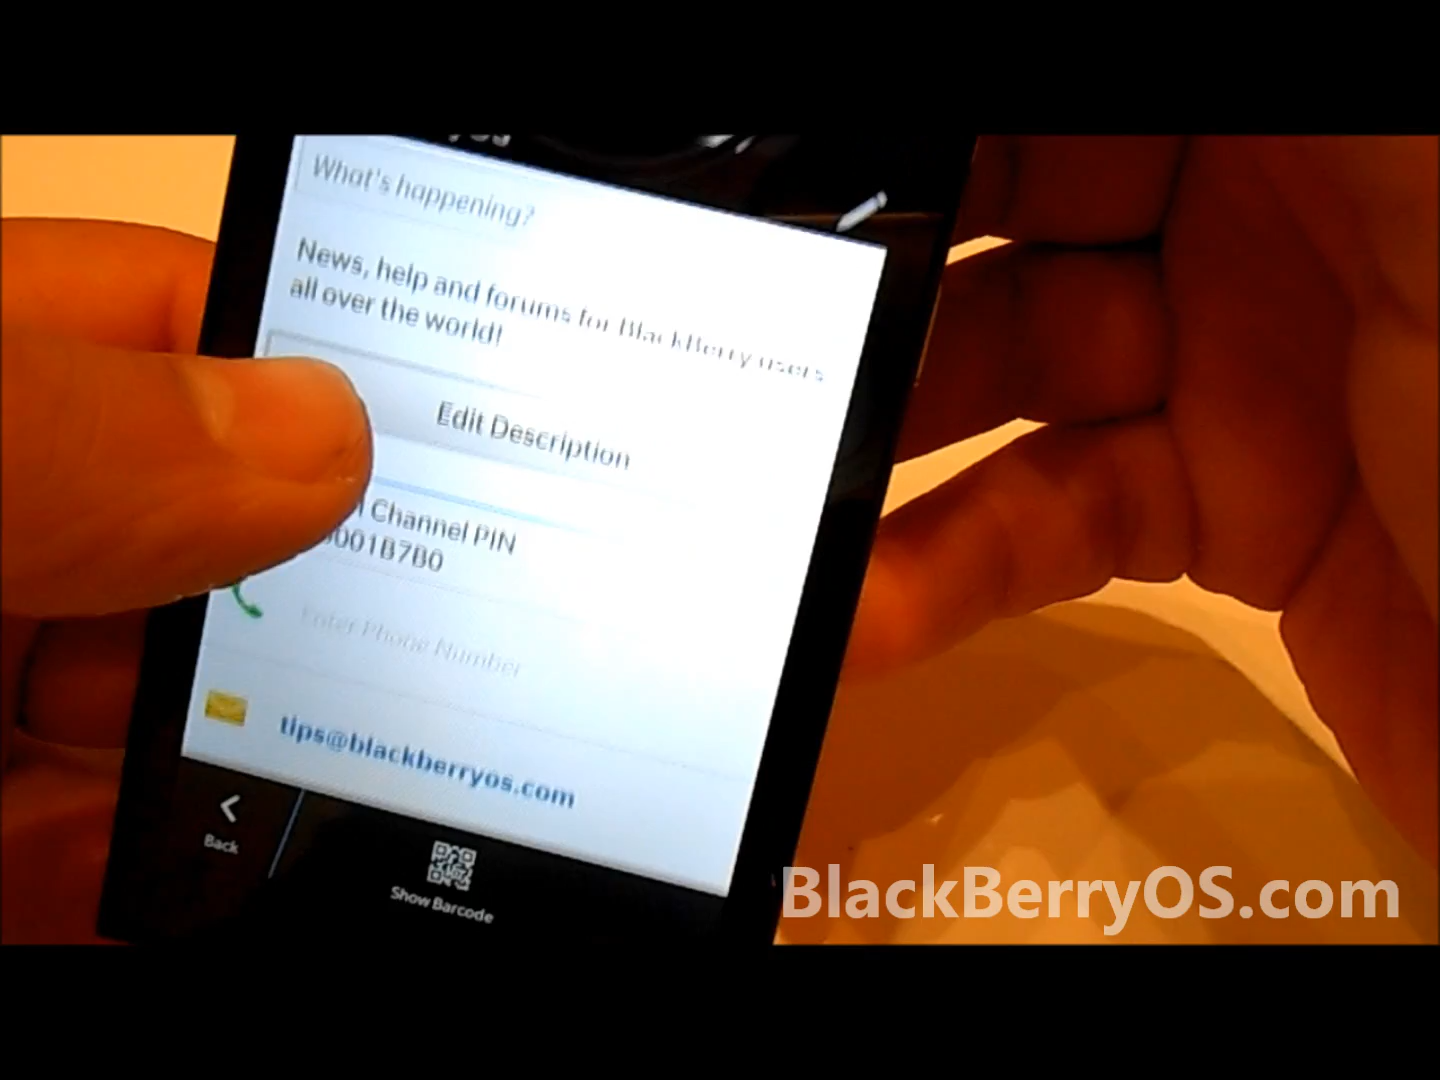 What's happening?
News, help and forums for BlackBerry users
all over the world!
Edit Description
Channel PIN
001B7B0
Enter Phone Number
tips@blackberryos.com
Back
Show Barcode
BlackBerryOS.com